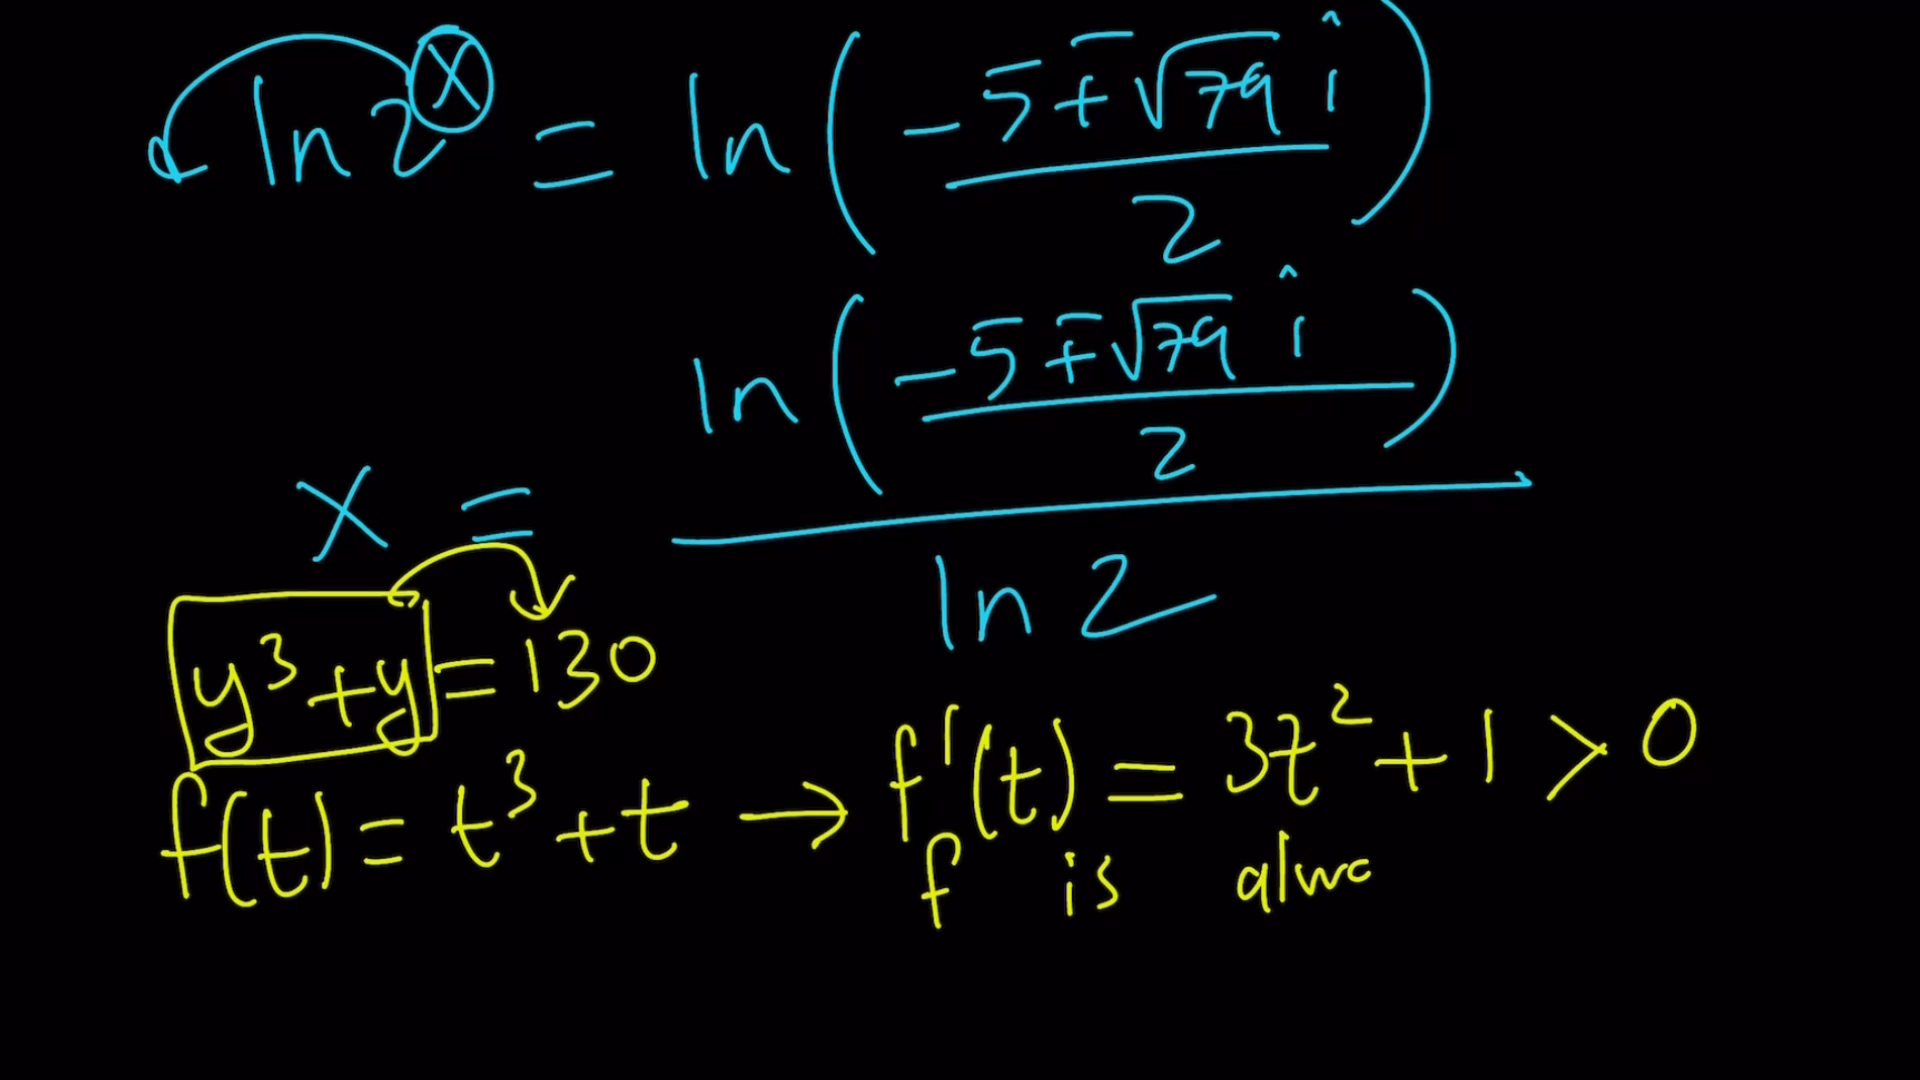 ln 2^x = ln ( (-5 ∓ √79 i) / 2 )
x = ln ( (-5 ∓ √79 i) / 2 ) / ln 2
y³ + y = 130
f(t) = t³ + t → f'(t) = 3t² + 1 > 0
f is alwa